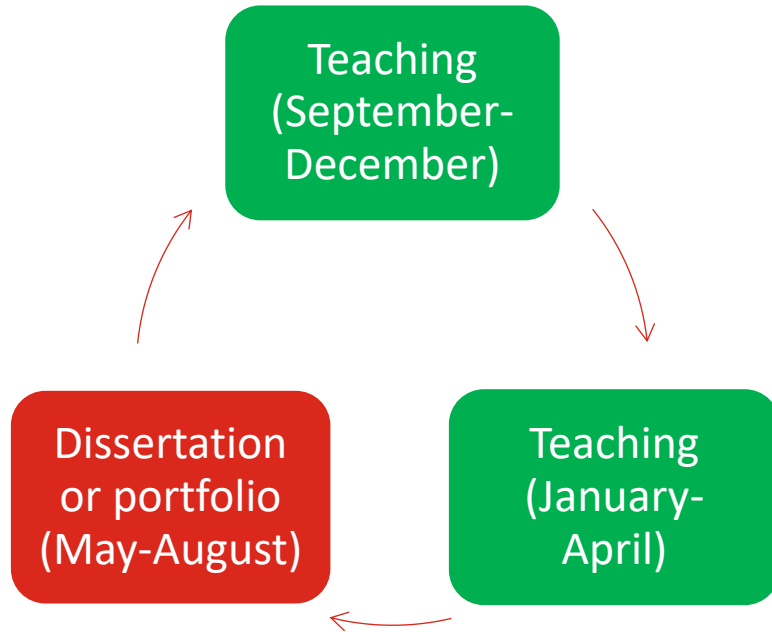 Teaching
(September-
December)
Teaching
(January-
April)
Dissertation
or portfolio
(May-August)